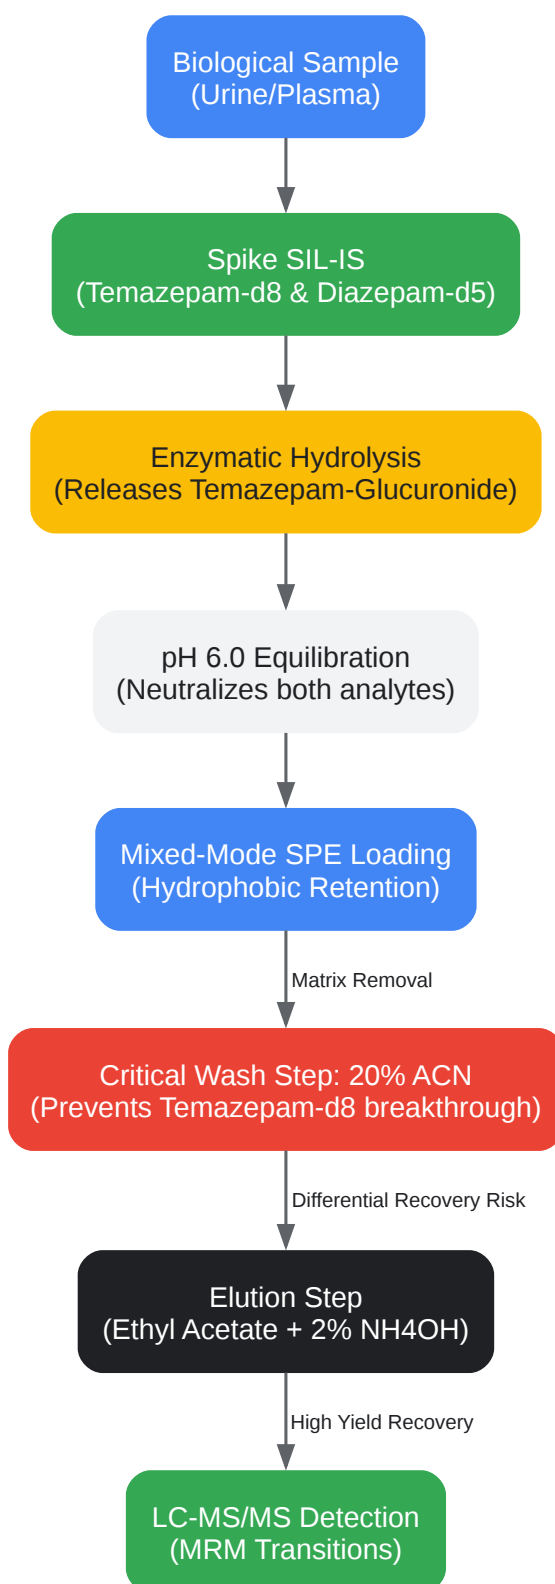 Biological Sample
(Urine/Plasma)
Spike SIL-IS
(Temazepam-d8 & Diazepam-d5)
Enzymatic Hydrolysis
(Releases Temazepam-Glucuronide)
pH 6.0 Equilibration
(Neutralizes both analytes)
Mixed-Mode SPE Loading
(Hydrophobic Retention)
Matrix Removal
Critical Wash Step: 20% ACN
(Prevents Temazepam-d8 breakthrough)
Differential Recovery Risk
Elution Step
(Ethyl Acetate + 2% NH4OH)
High Yield Recovery
LC-MS/MS Detection
(MRM Transitions)